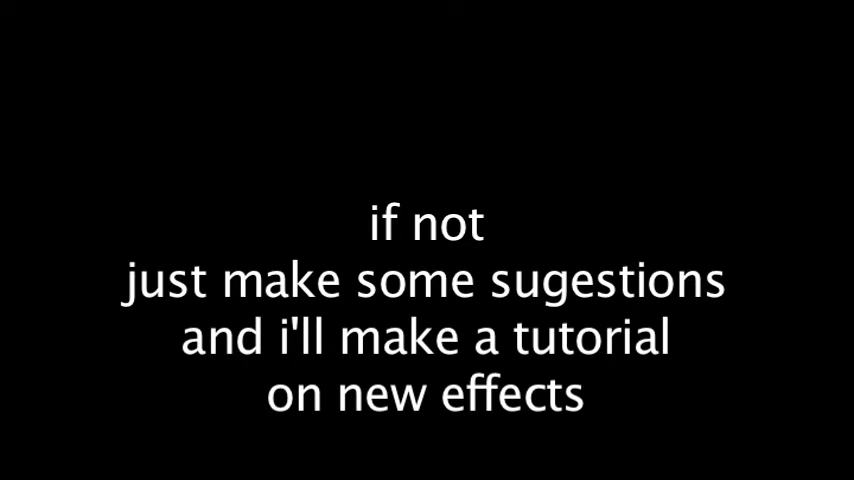 if not
just make some sugestions
and i'll make a tutorial
on new effects